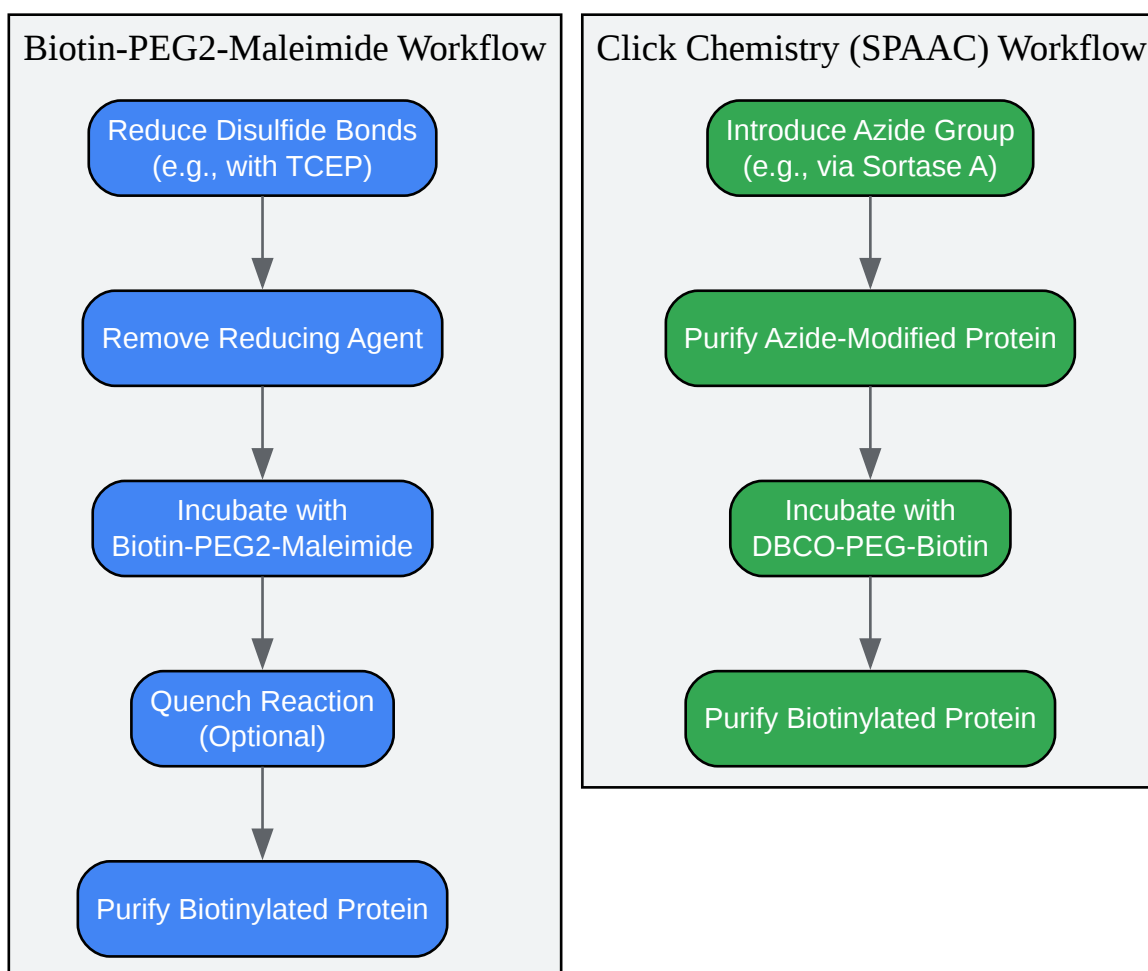 Biotin-PEG2-Maleimide Workflow
Reduce Disulfide Bonds
(e.g., with TCEP)
Remove Reducing Agent
Incubate with
Biotin-PEG2-Maleimide
Quench Reaction
(Optional)
Purify Biotinylated Protein
Click Chemistry (SPAAC) Workflow
Introduce Azide Group
(e.g., via Sortase A)
Purify Azide-Modified Protein
Incubate with
DBCO-PEG-Biotin
Purify Biotinylated Protein